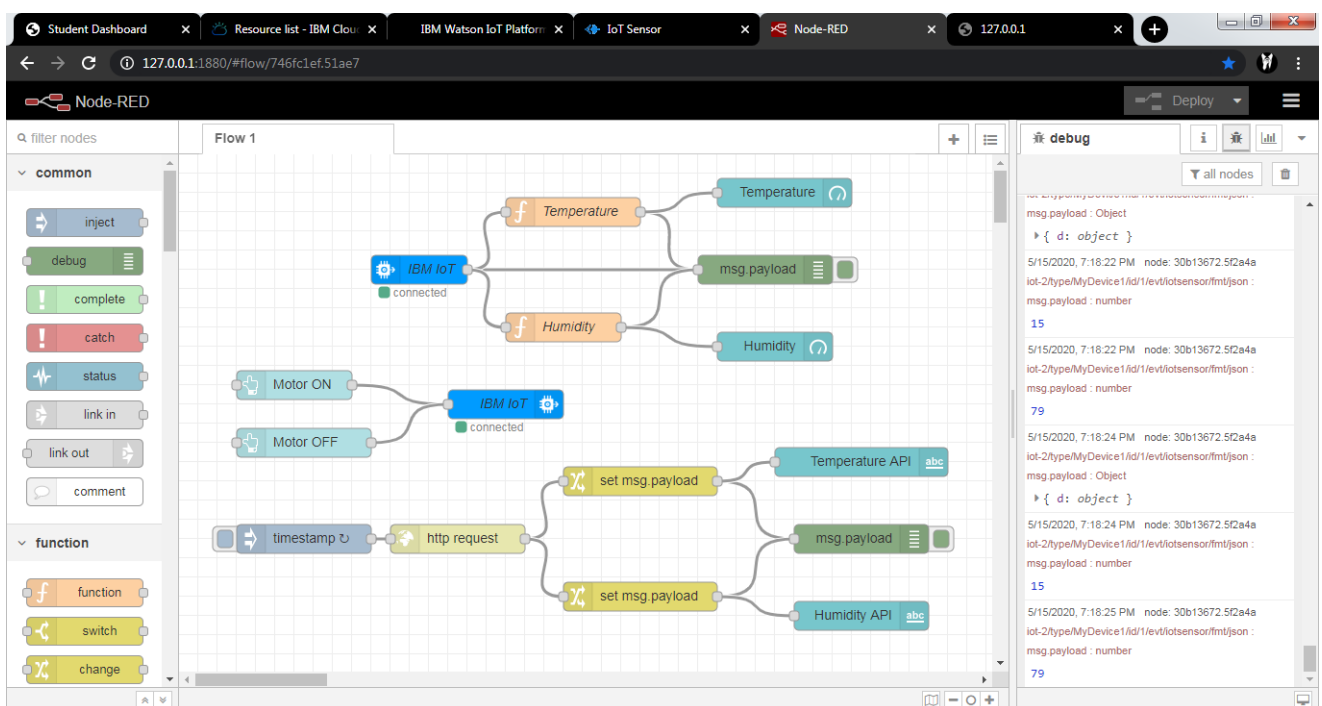 Student Dashboard
Resource list - IBM Clou
IBM Watson IoT Platform
IoT Sensor
Node-RED
127.0.0.1
127.0.0.1:1880/#flow/746fc1ef.51ae7
Node-RED
Deploy
filter nodes
Flow 1
debug
i
all nodes
common
inject
debug
complete
catch
status
link in
link out
comment
function
f
function
switch
change
f
Temperature
Temperature
IBM IoT
connected
msg.payload
f
Humidity
Humidity
Motor ON
IBM IoT
connected
Motor OFF
Temperature API
abc
set msg.payload
timestamp ↻
http request
msg.payload
set msg.payload
Humidity API
abc
msg.payload : Object
{ d: object }
5/15/2020, 7:18:22 PM node: 30b13672.5f2a4a
iot-2/type/MyDevice1/id/1/evt/iotsensor/fmt/json :
msg.payload : number
15
5/15/2020, 7:18:22 PM node: 30b13672.5f2a4a
iot-2/type/MyDevice1/id/1/evt/iotsensor/fmt/json :
msg.payload : number
79
5/15/2020, 7:18:24 PM node: 30b13672.5f2a4a
iot-2/type/MyDevice1/id/1/evt/iotsensor/fmt/json :
msg.payload : Object
{ d: object }
5/15/2020, 7:18:24 PM node: 30b13672.5f2a4a
iot-2/type/MyDevice1/id/1/evt/iotsensor/fmt/json :
msg.payload : number
15
5/15/2020, 7:18:25 PM node: 30b13672.5f2a4a
iot-2/type/MyDevice1/id/1/evt/iotsensor/fmt/json :
msg.payload : number
79